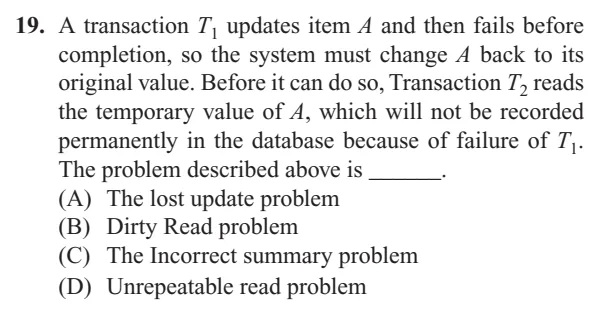 19. A transaction T1 updates item A and then fails before
completion, so the system must change A back to its
original value. Before it can do so, Transaction T2 reads
the temporary value of A, which will not be recorded
permanently in the database because of failure of T1.
The problem described above is ______.
(A) The lost update problem
(B) Dirty Read problem
(C) The Incorrect summary problem
(D) Unrepeatable read problem